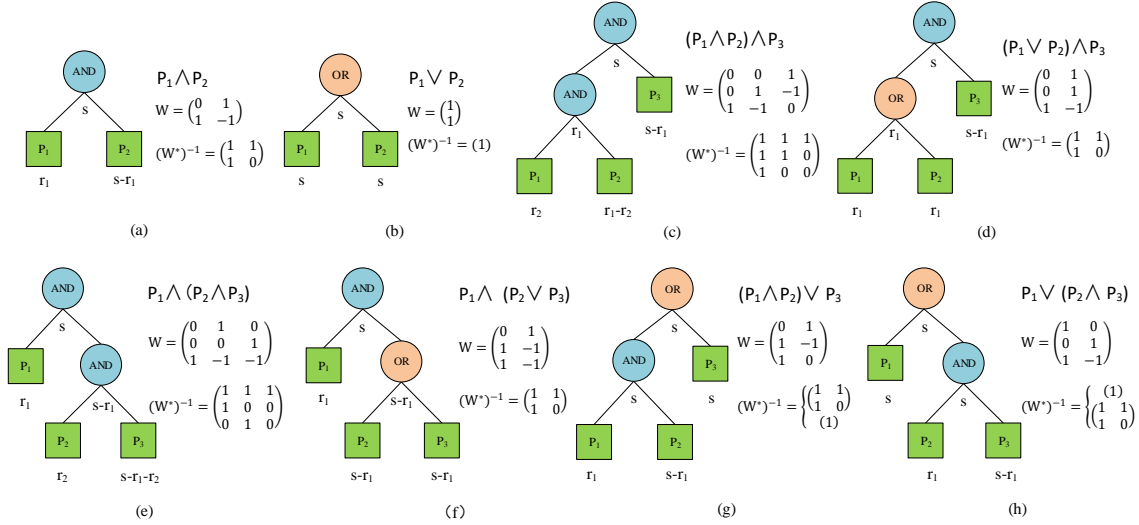 AND
s
P₁
P₂
r₁
s-r₁
P₁∧P₂
W = (0 1
1 −1)
(W*)⁻¹ = (1 1
1 0)
(a)
OR
s
P₁
P₂
s
s
P₁∨ P₂
W = (1
1)
(W*)⁻¹ = (1)
(b)
AND
s
AND
P₃
r₁
s-r₁
P₁
P₂
r₂
r₁-r₂
(P₁∧P₂)∧P₃
W = (0 0 1
0 1 −1
1 −1 0)
(W*)⁻¹ = (1 1 1
1 1 0
1 0 0)
(c)
AND
s
OR
P₃
r₁
s-r₁
P₁
P₂
r₁
r₁
(P₁∨ P₂)∧P₃
W = (0 1
0 1
1 −1)
(W*)⁻¹ = (1 1
1 0)
(d)
AND
s
P₁
AND
r₁
s-r₁
P₂
P₃
r₂
s-r₁-r₂
P₁∧(P₂∧P₃)
W = (0 1 0
0 0 1
1 −1 −1)
(W*)⁻¹ = (1 1 1
1 0 0
0 1 0)
(e)
AND
s
P₁
OR
r₁
s-r₁
P₂
P₃
s-r₁
s-r₁
P₁∧ (P₂∨ P₃)
W = (0 1
1 −1
1 −1)
(W*)⁻¹ = (1 1
1 0)
(f)
OR
s
AND
P₃
s
s
P₁
P₂
r₁
s-r₁
(P₁∧P₂)∨ P₃
W = (0 1
1 −1
1 0)
(W*)⁻¹ = {(1 1
1 0)
(1)
(g)
OR
s
P₁
AND
s
s
P₂
P₃
r₁
s-r₁
P₁∨ (P₂∧ P₃)
W = (1 0
0 1
1 −1)
(W*)⁻¹ = {(1)
(1 1
1 0)
(h)